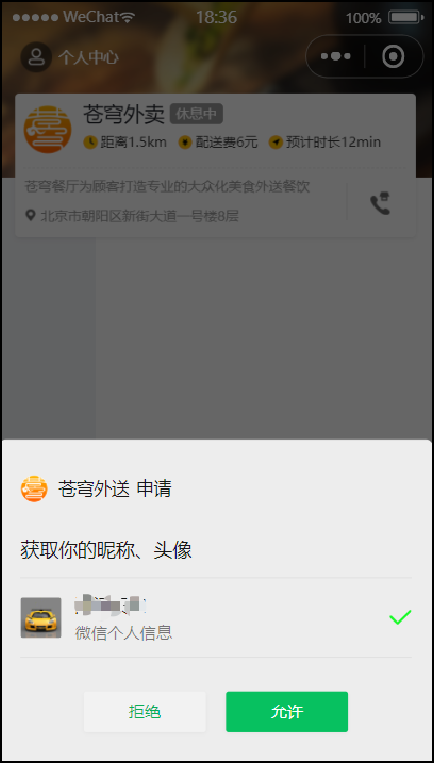 WeChat 18:36 100%
个人中心
苍穹外卖 休息中
距离1.5km 配送费6元 预计时长12min
苍穹餐厅为顾客打造专业的大众化美食外送餐饮
北京市朝阳区新街大道一号楼8层
苍穹外送 申请
获取你的昵称、头像
微信个人信息
拒绝 允许